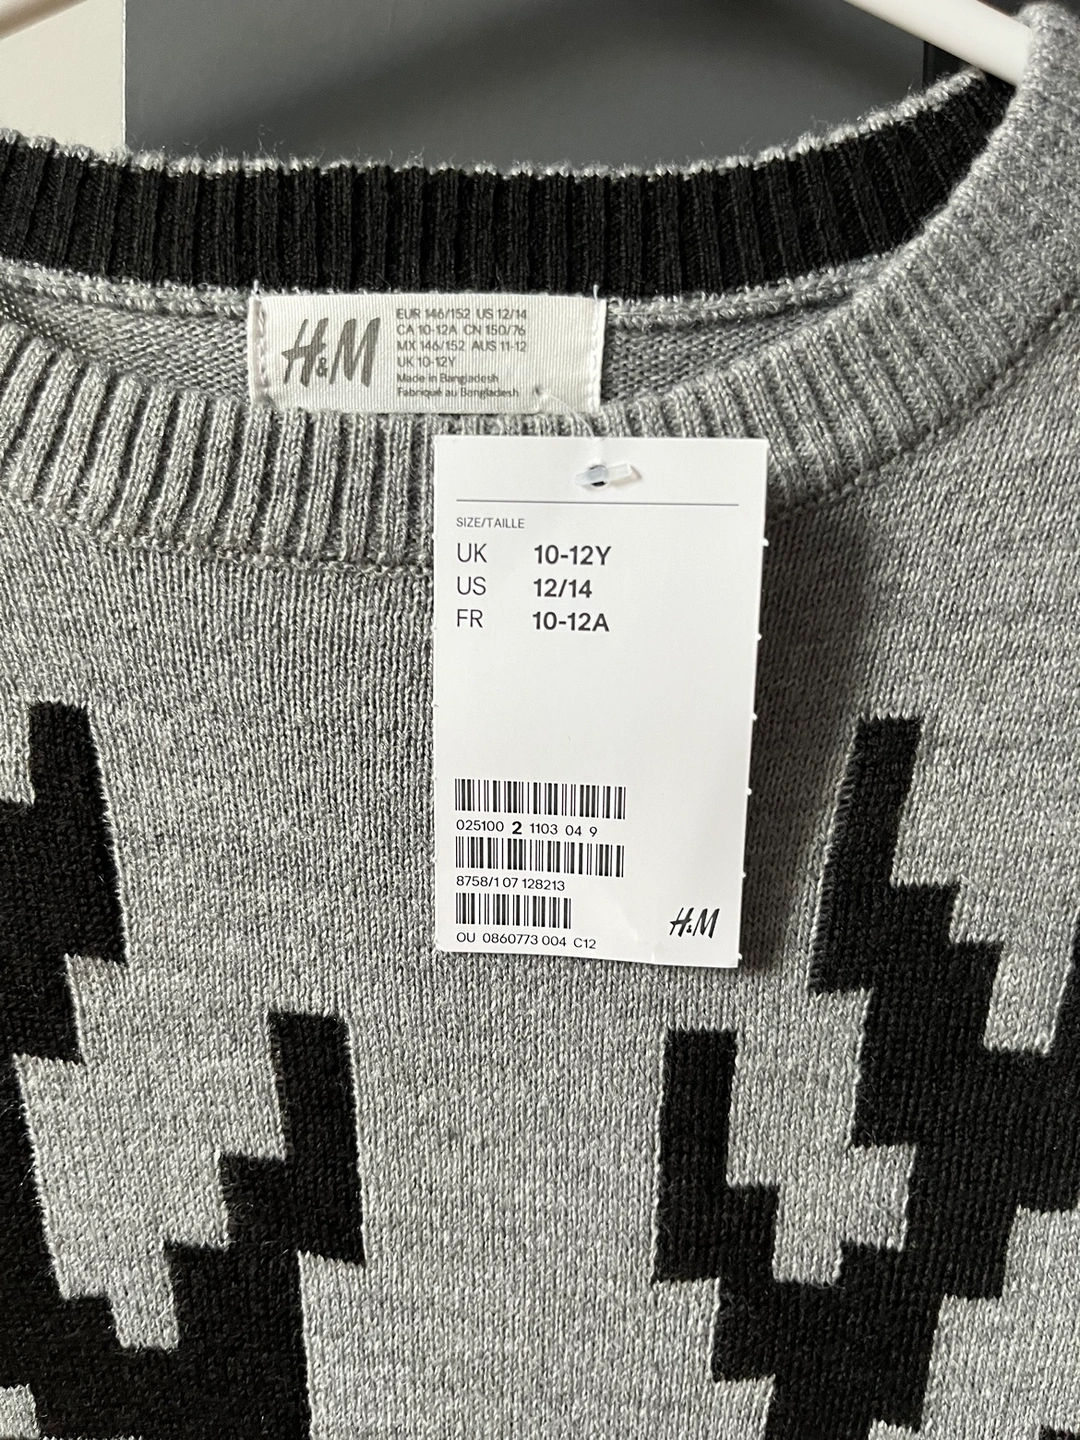 H&M
EUR 146/152 US 12/14
CA 10-12A CN 150/76
MX 146/152 AUS 11-12
UK 10-12Y
Made in Bangladesh
Fabriqué au Bangladesh
SIZE/TAILLE
UK 10-12Y
US 12/14
FR 10-12A
025100 2 1103 04 9
8758/1 07 128213
OU 0860773 004 C12
H&M